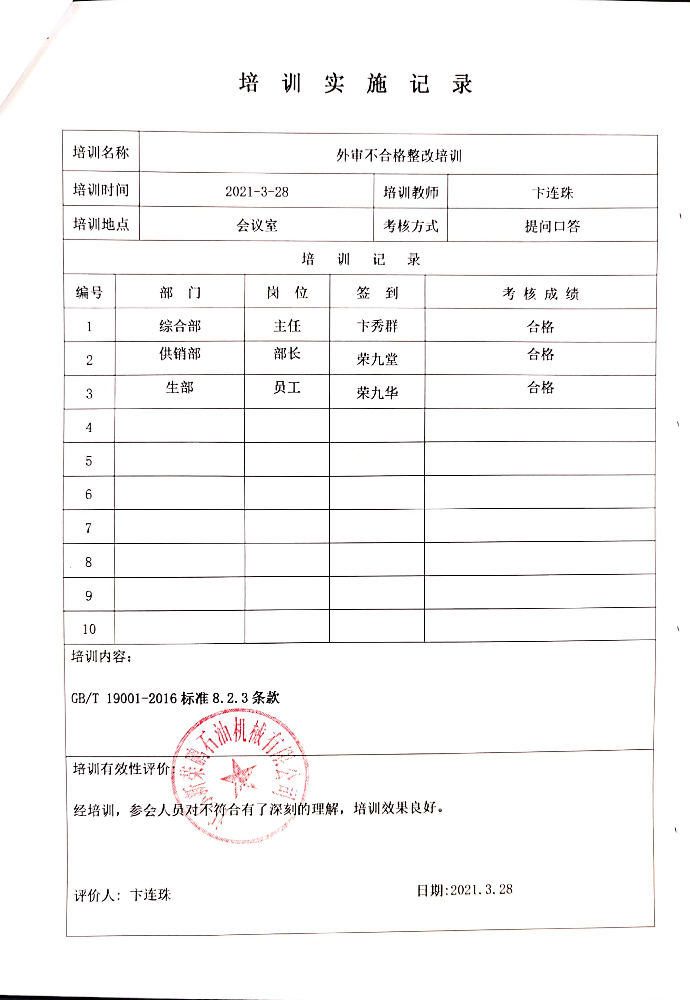 培训实施记录
培训名称 外审不合格整改培训
培训时间 2021-3-28 培训教师 卞连珠
培训地点 会议室 考核方式 提问口答
培训记录
编号 部门 岗位 签到 考核成绩
1 综合部 主任 卞秀群 合格
2 供销部 部长 荣九堂 合格
3 生部 员工 荣九华 合格
4
5
6
7
8
9
10
培训内容：
GB/T 19001-2016 标准 8.2.3 条款
培训有效性评价：
经培训，参会人员对不符合有了深刻的理解，培训效果良好。
新荣鹏石油机械有限公司
评价人：卞连珠 日期:2021.3.28